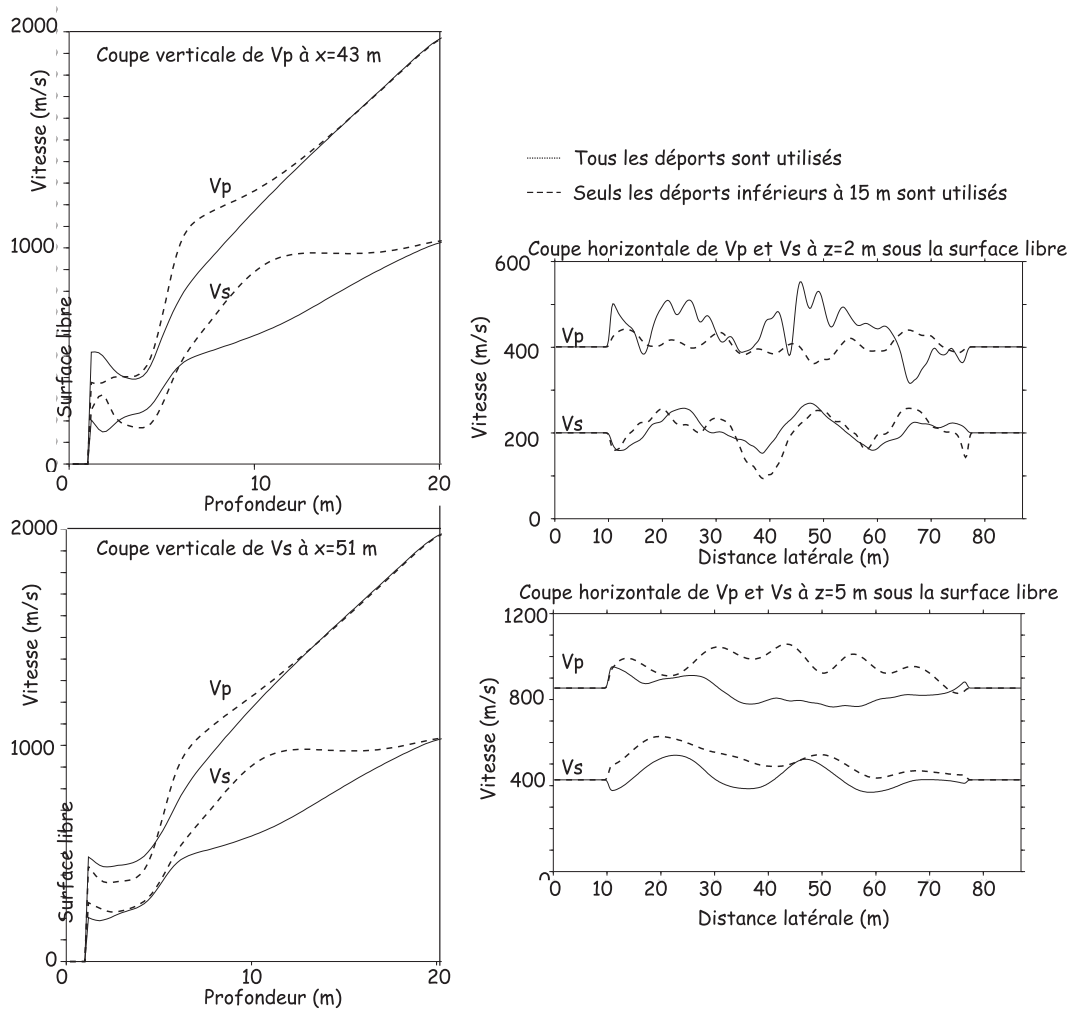 2000
Coupe verticale de Vp à x=43 m
Vitesse (m/s)
Vp
1000
Vs
Surface libre
0
0 10 20
Profondeur (m)
2000
Coupe verticale de Vs à x=51 m
Vitesse (m/s)
Vp
1000
Vs
Surface libre
0
0 10 20
Profondeur (m)
Tous les déports sont utilisés
Seuls les déports inférieurs à 15 m sont utilisés
Coupe horizontale de Vp et Vs à z=2 m sous la surface libre
600
Vp
400
Vitesse (m/s)
Vs
200
0
0 10 20 30 40 50 60 70 80
Distance latérale (m)
Coupe horizontale de Vp et Vs à z=5 m sous la surface libre
1200
Vp
800
Vitesse (m/s)
Vs
400
0
0 10 20 30 40 50 60 70 80
Distance latérale (m)